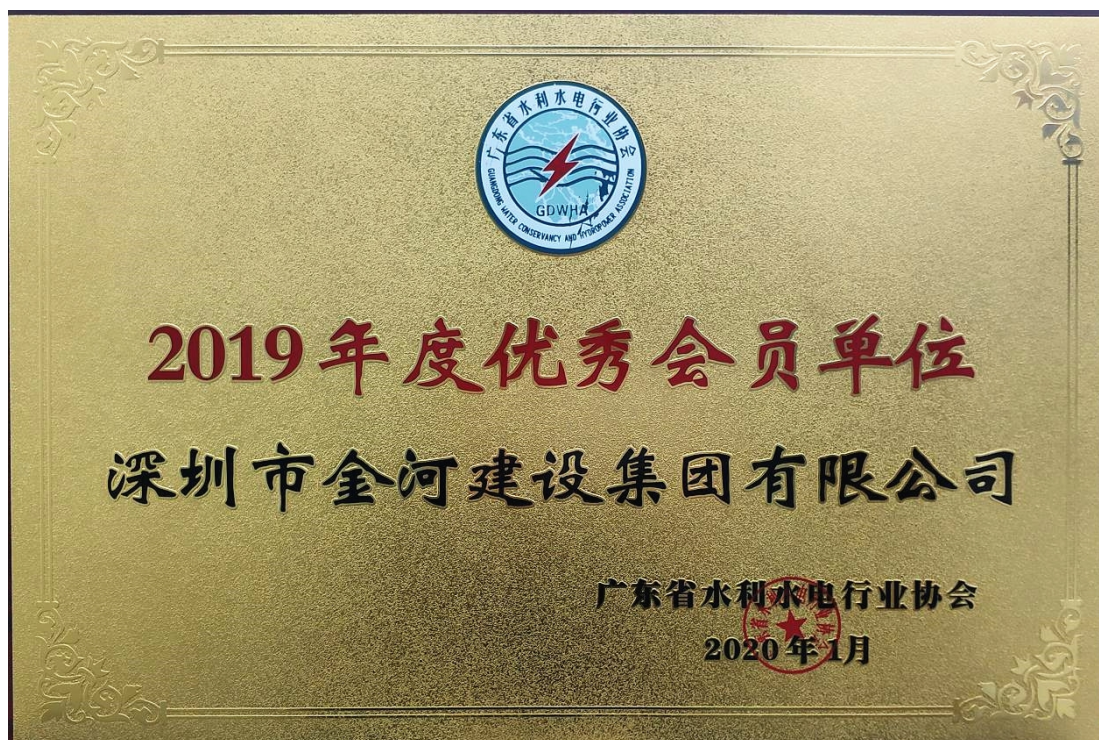 广东省水利水电行业协会
GDWHA
GUANGDONG WATER CONSERVANCY AND HYDROPOWER ASSOCIATION
2019年度优秀会员单位
深圳市金河建设集团有限公司
广东省水利水电行业协会
2020年1月